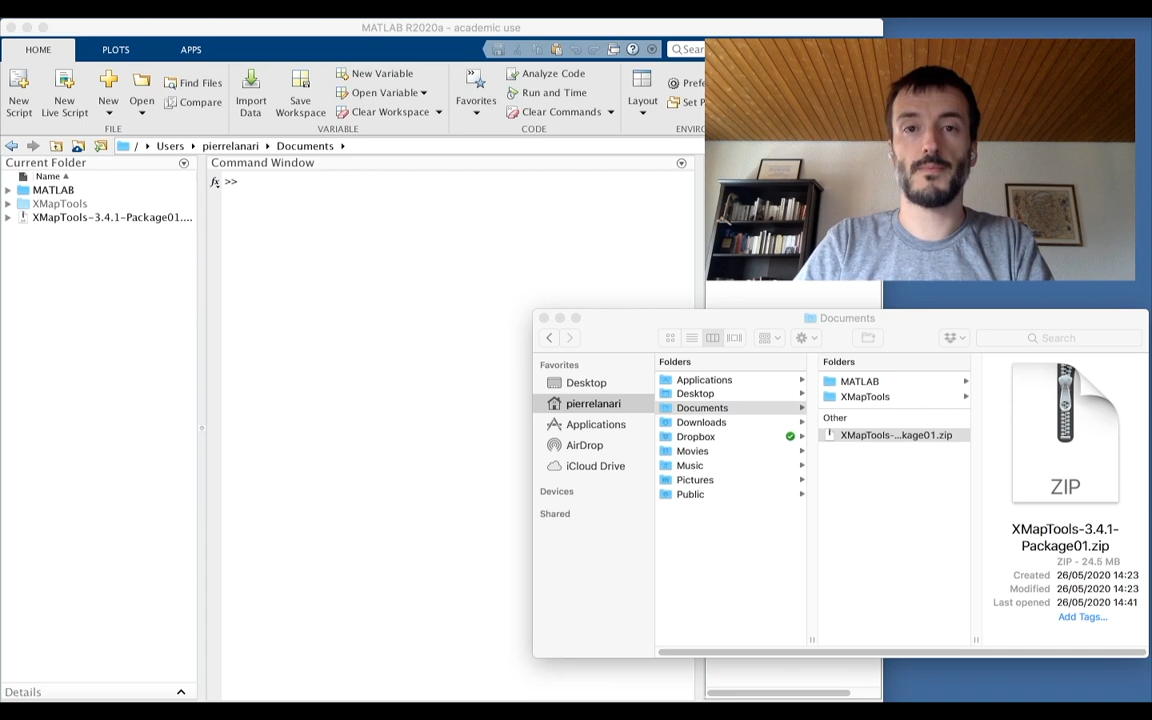 MATLAB R2020a - academic use
HOME PLOTS APPS
Sear
New Script
New Live Script
New
Open
Find Files
Compare
Import Data
Save Workspace
New Variable
Open Variable
Clear Workspace
Favorites
Analyze Code
Run and Time
Clear Commands
Layout
Prefe
Set P
FILE VARIABLE CODE ENVIRO
/ Users pierrelanari Documents
Current Folder
Name
MATLAB
XMapTools
XMapTools-3.4.1-Package01....
Command Window
fx >>
Documents
Search
Favorites
Desktop
pierrelanari
Applications
AirDrop
iCloud Drive
Devices
Shared
Folders
Applications
Desktop
Documents
Downloads
Dropbox
Movies
Music
Pictures
Public
Folders
MATLAB
XMapTools
Other
XMapTools-...kage01.zip
ZIP
XMapTools-3.4.1-
Package01.zip
ZIP - 24.5 MB
Created 26/05/2020 14:23
Modified 26/05/2020 14:23
Last opened 26/05/2020 14:41
Add Tags...
Details